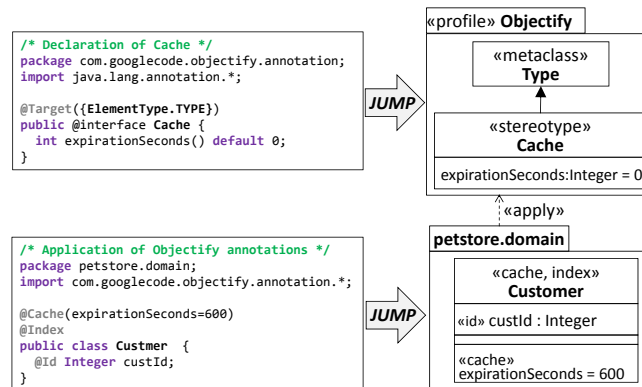 /* Declaration of Cache */
package com.googlecode.objectify.annotation;
import java.lang.annotation.*;
@Target({ElementType.TYPE})
public @interface Cache {
int expirationSeconds() default 0;
}
JUMP
«profile» Objectify
«metaclass»
Type
«stereotype»
Cache
expirationSeconds:Integer = 0
«apply»
/* Application of Objectify annotations */
package petstore.domain;
import com.googlecode.objectify.annotation.*;
@Cache(expirationSeconds=600)
@Index
public class Custmer {
@Id Integer custId;
}
JUMP
petstore.domain
«cache, index»
Customer
«id» custId : Integer
«cache»
expirationSeconds = 600